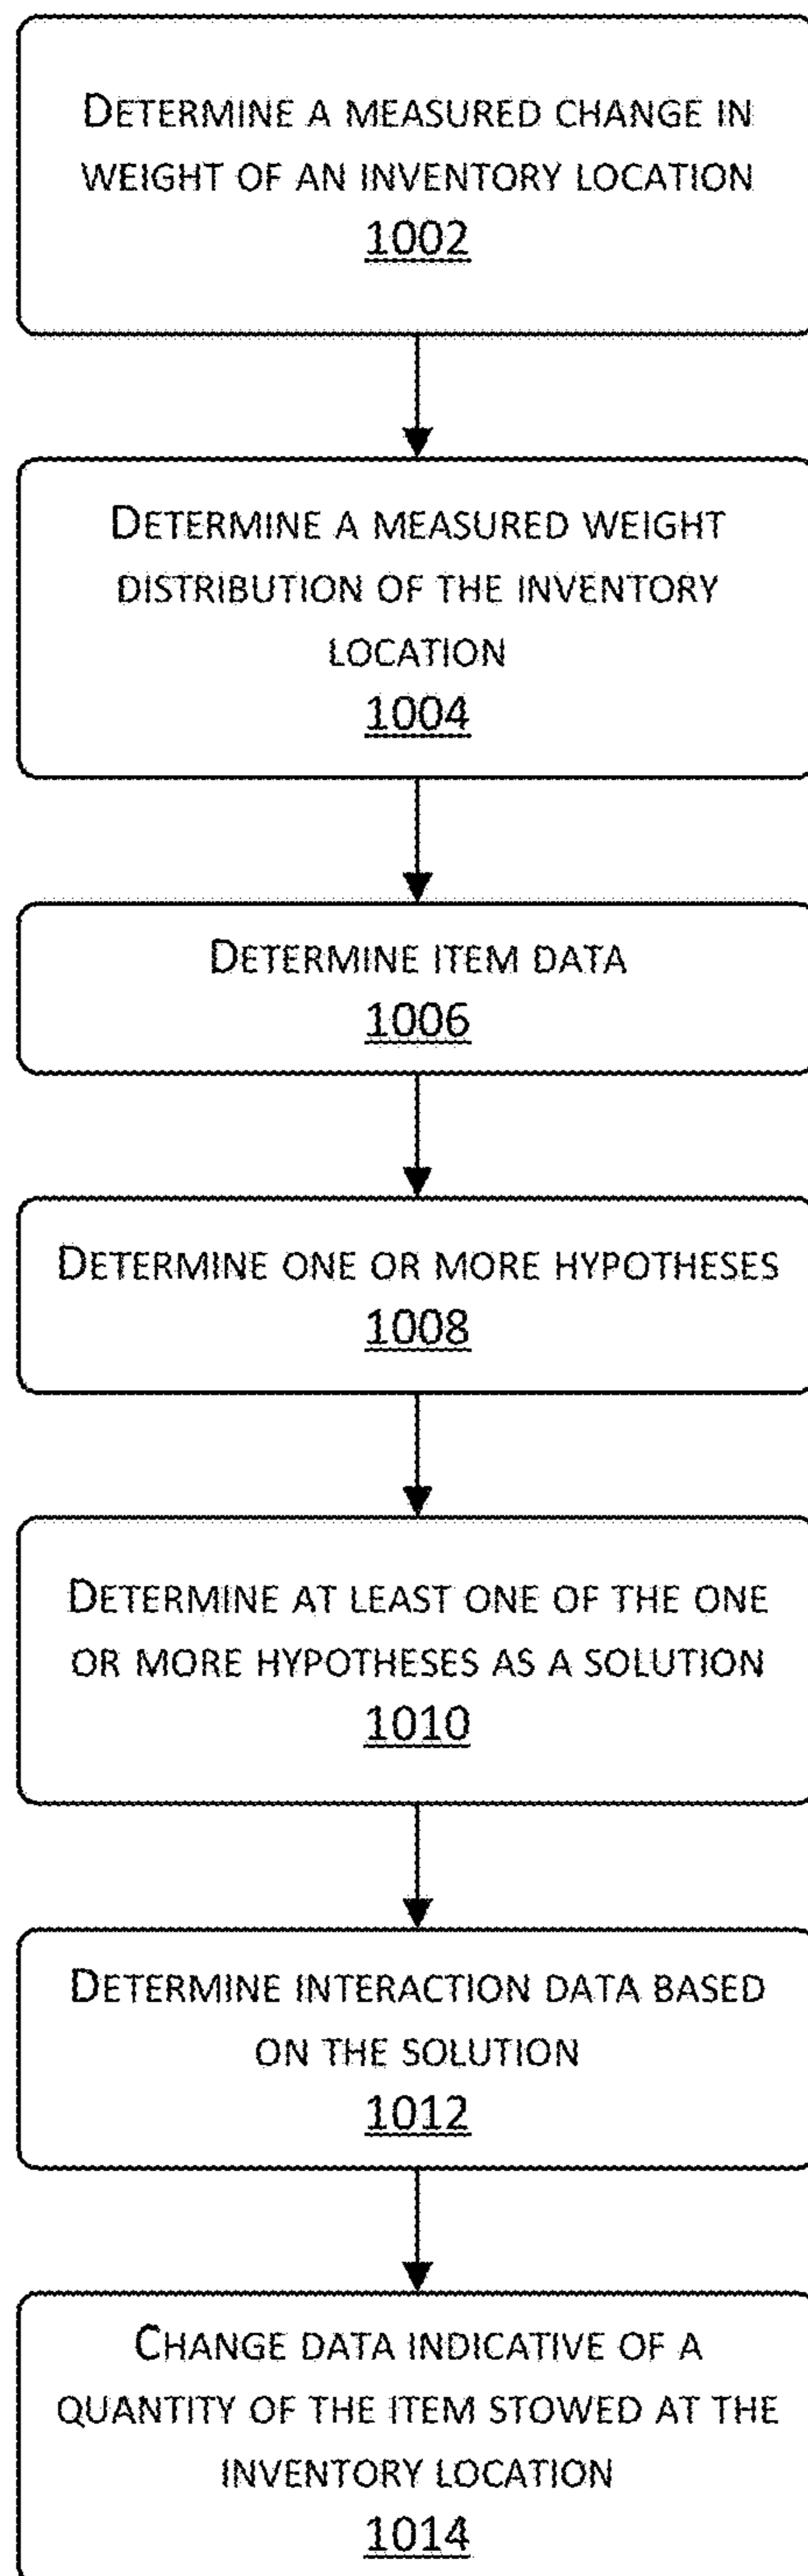 DETERMINE A MEASURED CHANGE IN
WEIGHT OF AN INVENTORY LOCATION
1002
DETERMINE A MEASURED WEIGHT
DISTRIBUTION OF THE INVENTORY
LOCATION
1004
DETERMINE ITEM DATA
1006
DETERMINE ONE OR MORE HYPOTHESES
1008
DETERMINE AT LEAST ONE OF THE ONE
OR MORE HYPOTHESES AS A SOLUTION
1010
DETERMINE INTERACTION DATA BASED
ON THE SOLUTION
1012
CHANGE DATA INDICATIVE OF A
QUANTITY OF THE ITEM STOWED AT THE
INVENTORY LOCATION
1014